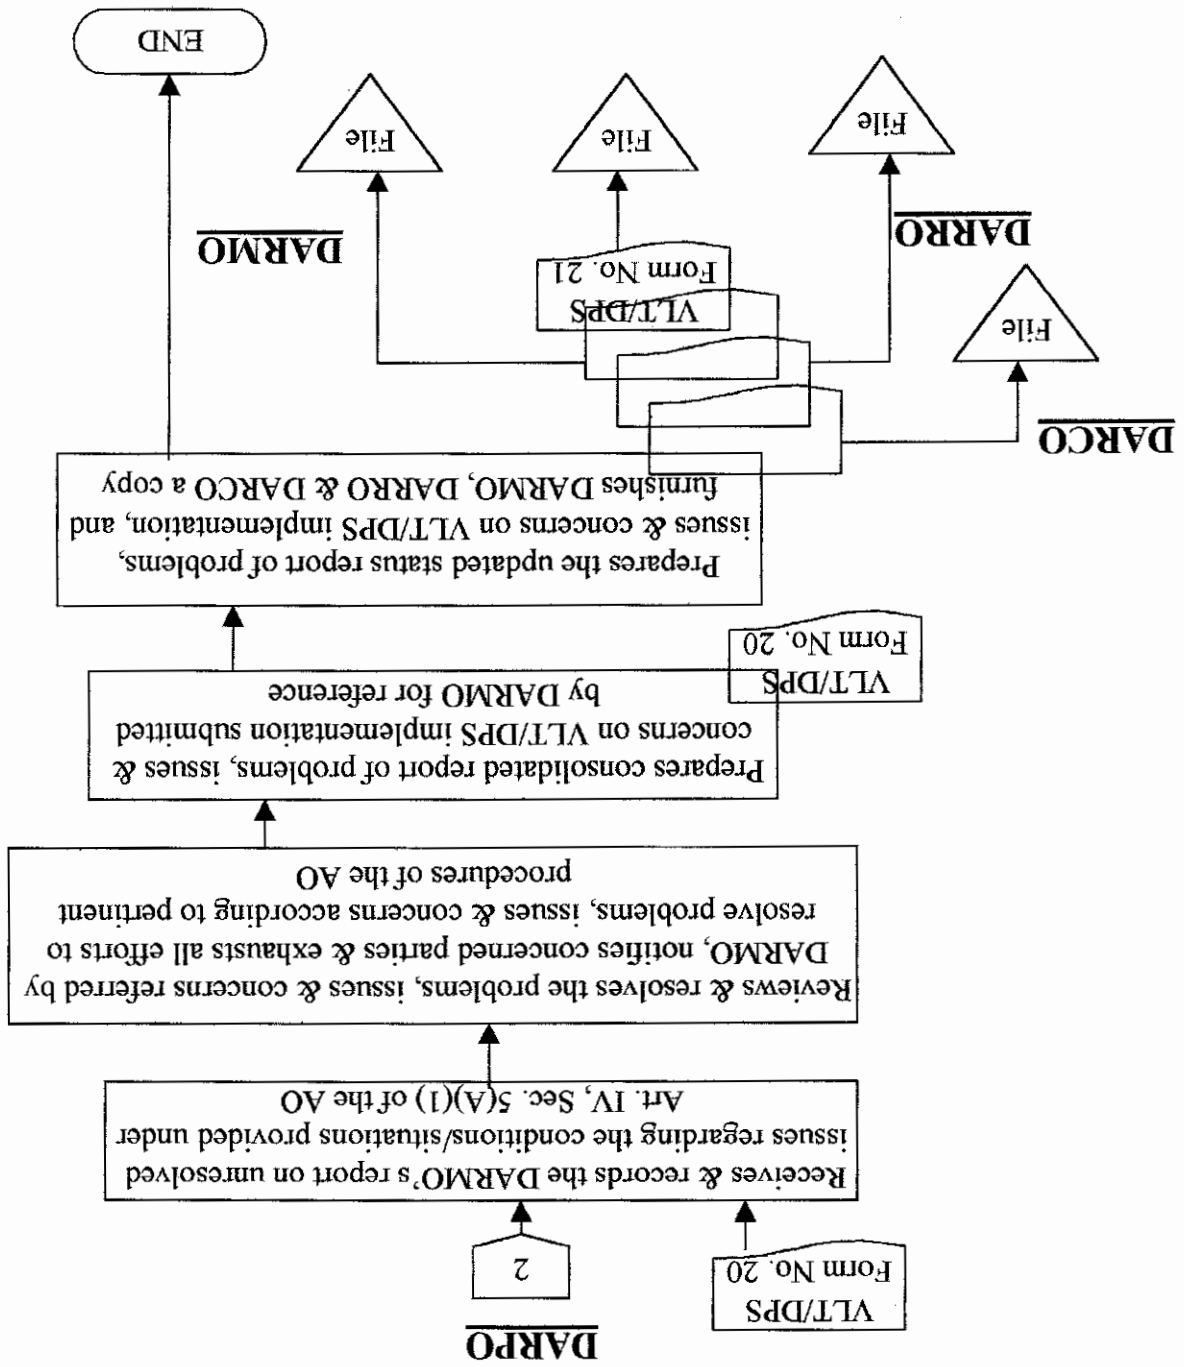 DARPO
VLT/DPS
Form No. 20
2
Receives & records the DARMO's report on unresolved
issues regarding the conditions/situations provided under
Art. IV, Sec. 5(A)(1) of the AO
Reviews & resolves the problems, issues & concerns referred by
DARMO, notifies concerned parties & exhausts all efforts to
resolve problems, issues & concerns according to pertinent
procedures of the AO
Prepares consolidated report of problems, issues &
concerns on VLT/DPS implementation submitted
by DARMO for reference
VLT/DPS
Form No. 20
Prepares the updated status report of problems,
issues & concerns on VLT/DPS implementation, and
furnishes DARMO, DARRO & DARCO a copy
DARCO
File
VLT/DPS
Form No. 21
DARRO
DARMO
File
File
File
END